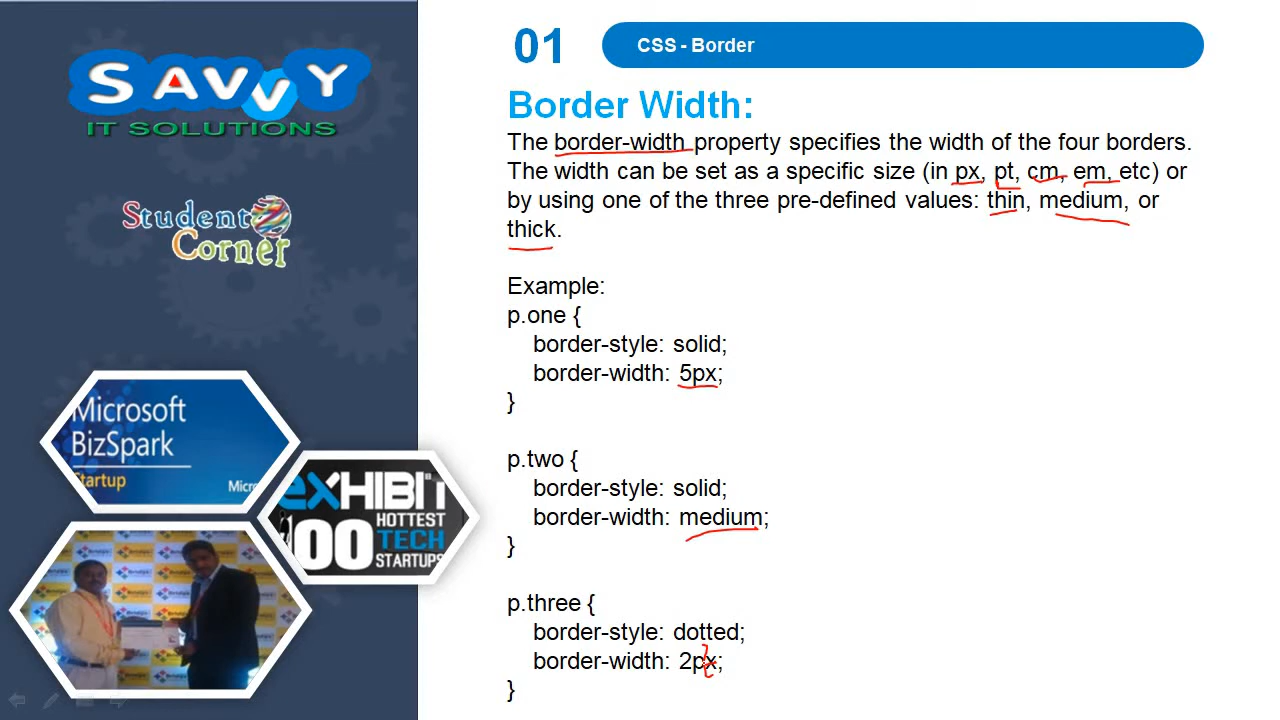 01
CSS - Border
SAVVY
IT SOLUTIONS
Student
Corner
Border Width:
The border-width property specifies the width of the four borders.
The width can be set as a specific size (in px, pt, cm, em, etc) or
by using one of the three pre-defined values: thin, medium, or
thick.
Example:
p.one {
border-style: solid;
border-width: 5px;
}
p.two {
border-style: solid;
border-width: medium;
}
p.three {
border-style: dotted;
border-width: 2px;
}
Microsoft
BizSpark
Startup
Micr
eXHIBIT
100
HOTTEST
TECH
STARTUPS